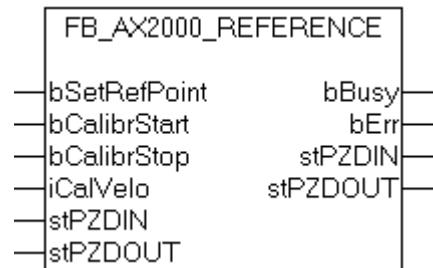 FB_AX2000_REFERENCE
bSetRefPoint bBusy
bCalibrStart bErr
bCalibrStop stPZDIN
iCalVelo stPZDOUT
stPZDIN
stPZDOUT